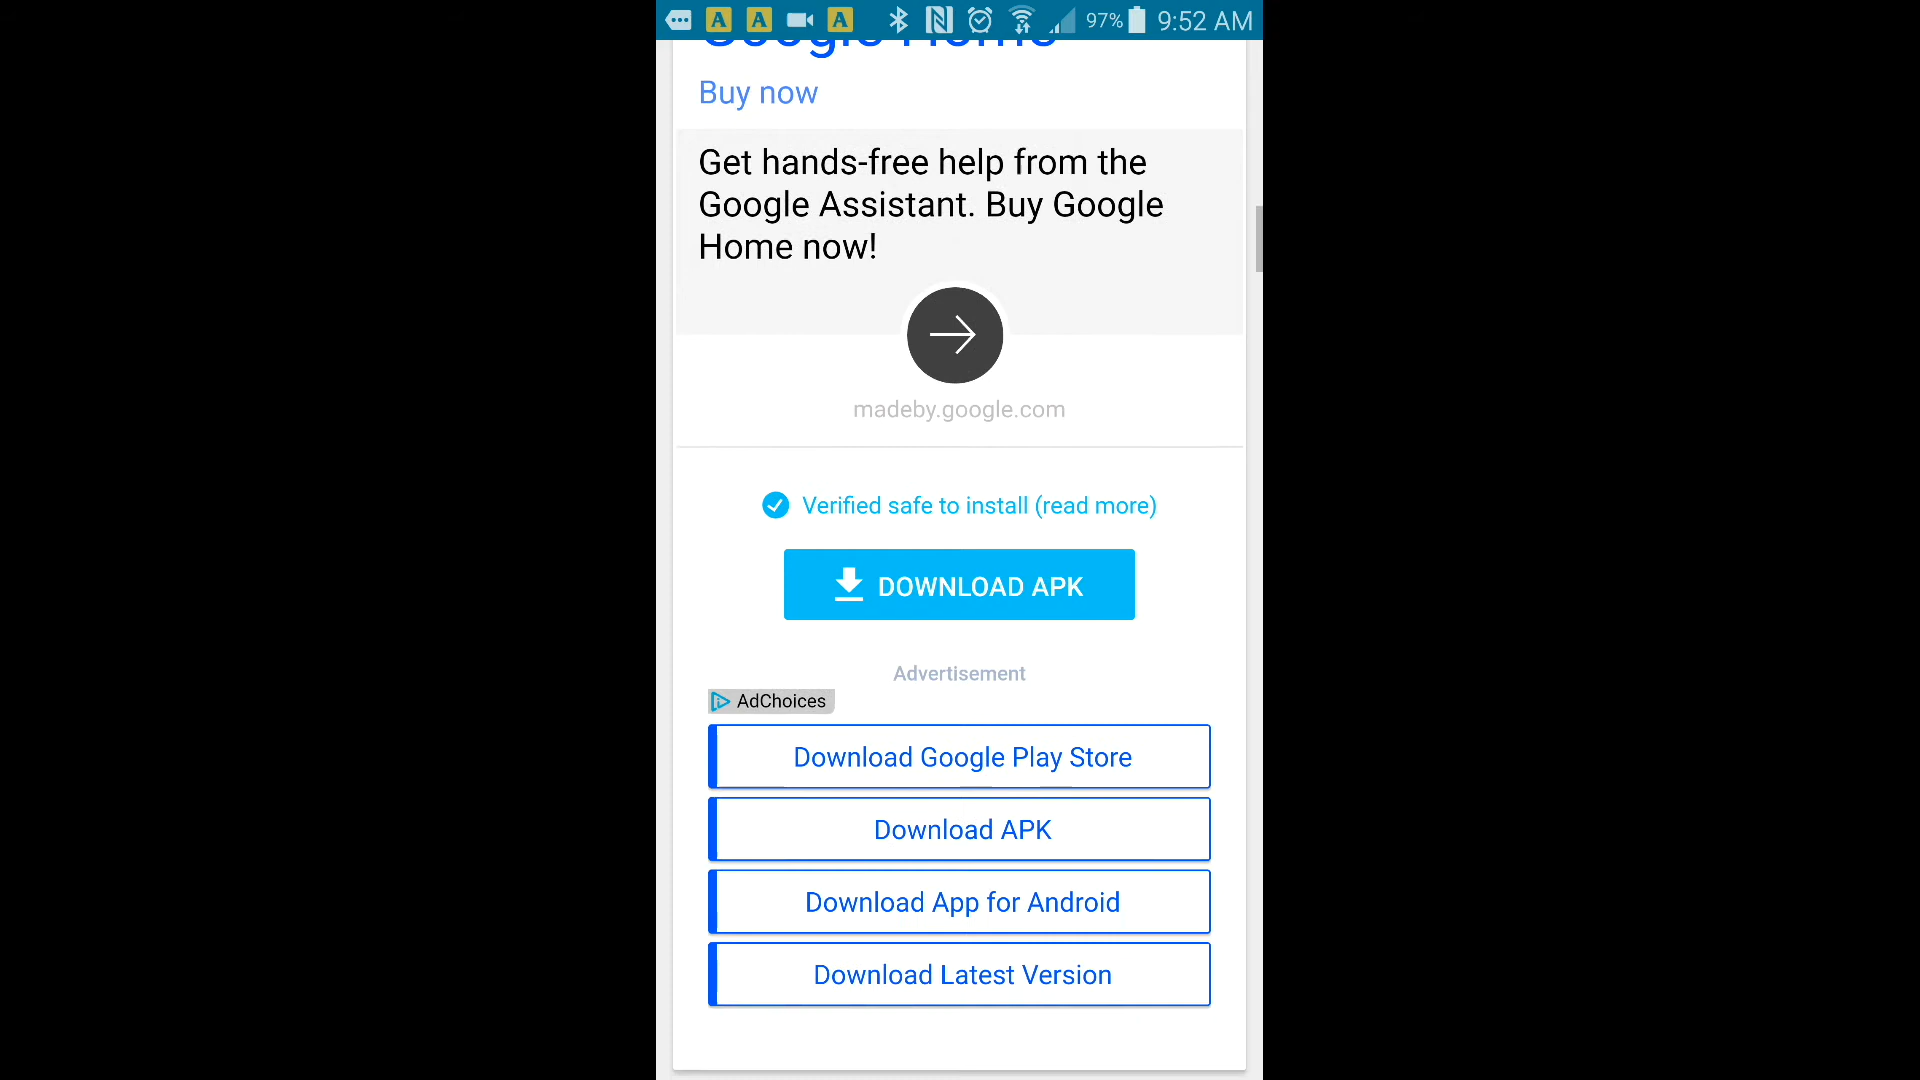 A A A 97% 9:52 AM
Google Home
Buy now
Get hands-free help from the
Google Assistant. Buy Google
Home now!
madeby.google.com
Verified safe to install (read more)
DOWNLOAD APK
Advertisement
AdChoices
Download Google Play Store
Download APK
Download App for Android
Download Latest Version